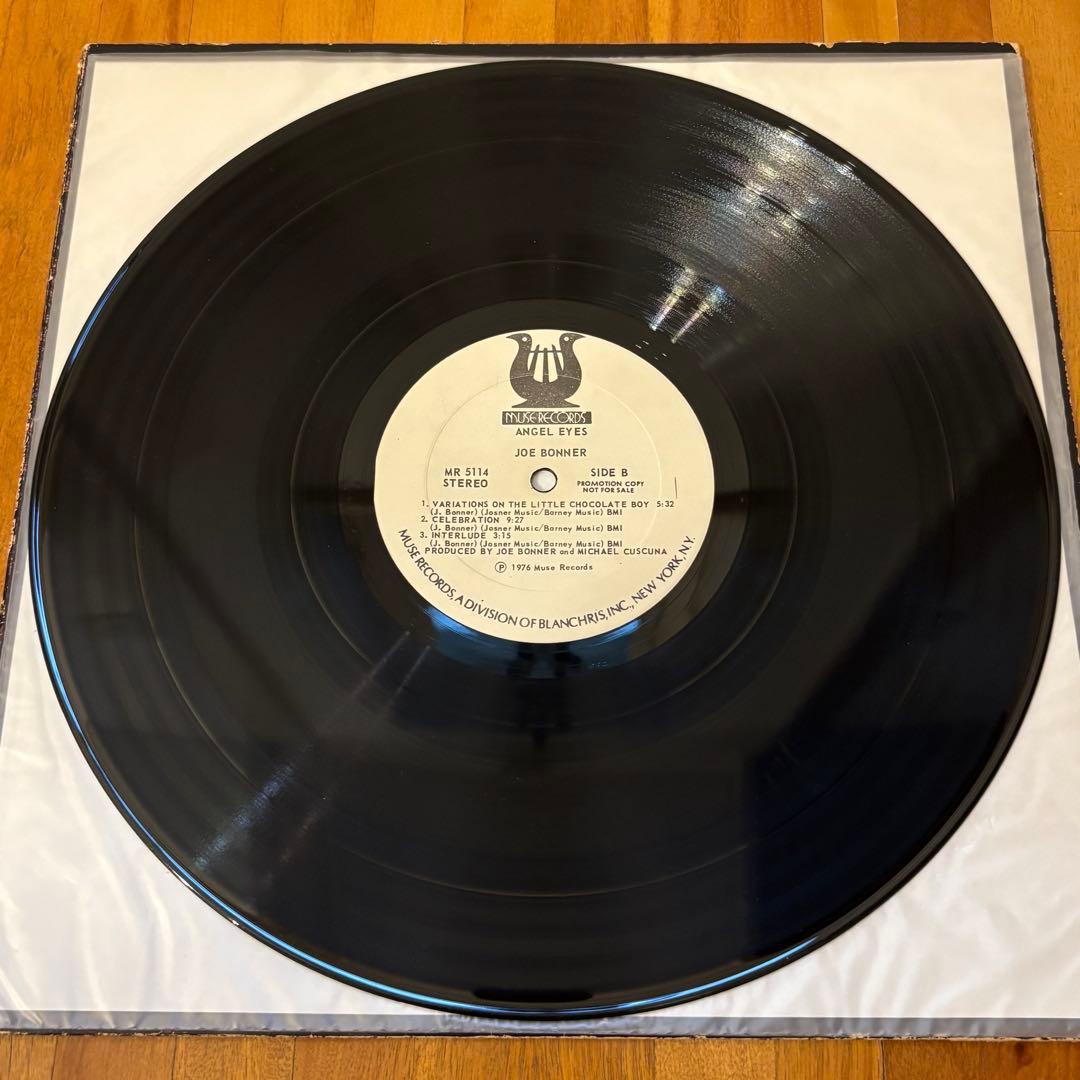 MUSE RECORDS
ANGEL EYES
JOE BONNER
MR 5114
STEREO
SIDE B
PROMOTION COPY
NOT FOR SALE
1. VARIATIONS ON THE LITTLE CHOCOLATE BOY 5:32
(J. Bonner) (Josner Music/Barney Music) BMI
2. CELEBRATION 9:27
(J. Bonner) (Josner Music/Barney Music) BMI
3. INTERLUDE 3:15
(J. Bonner) (Josner Music/Barney Music) BMI
PRODUCED BY JOE BONNER and MICHAEL CUSCUNA
Ⓟ 1976 Muse Records
MUSE RECORDS, A DIVISION OF BLANCHRIS, INC., NEW YORK, N.Y.